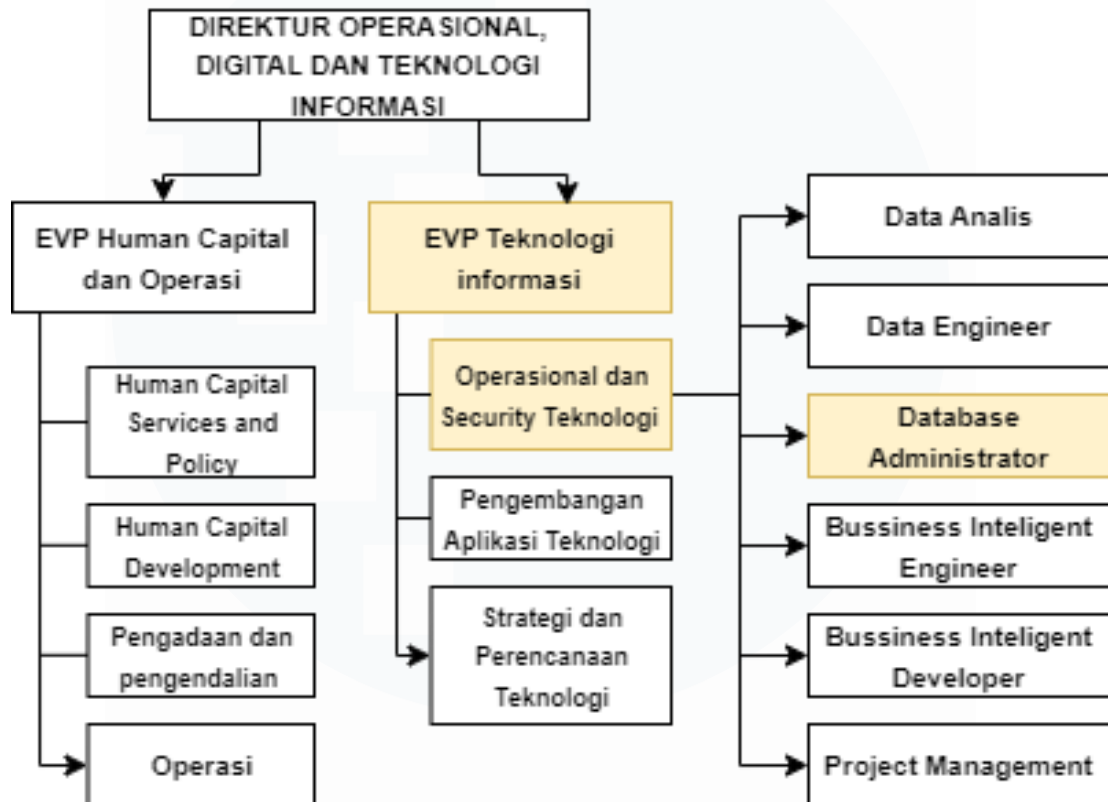 DIREKTUR OPERASIONAL,
DIGITAL DAN TEKNOLOGI
INFORMASI
EVP Human Capital
dan Operasi
Human Capital
Services and
Policy
Human Capital
Development
Pengadaan dan
pengendalian
Operasi
EVP Teknologi
informasi
Operasional dan
Security Teknologi
Pengembangan
Aplikasi Teknologi
Strategi dan
Perencanaan
Teknologi
Data Analis
Data Engineer
Database
Administrator
Bussiness Inteligent
Engineer
Bussiness Inteligent
Developer
Project Management